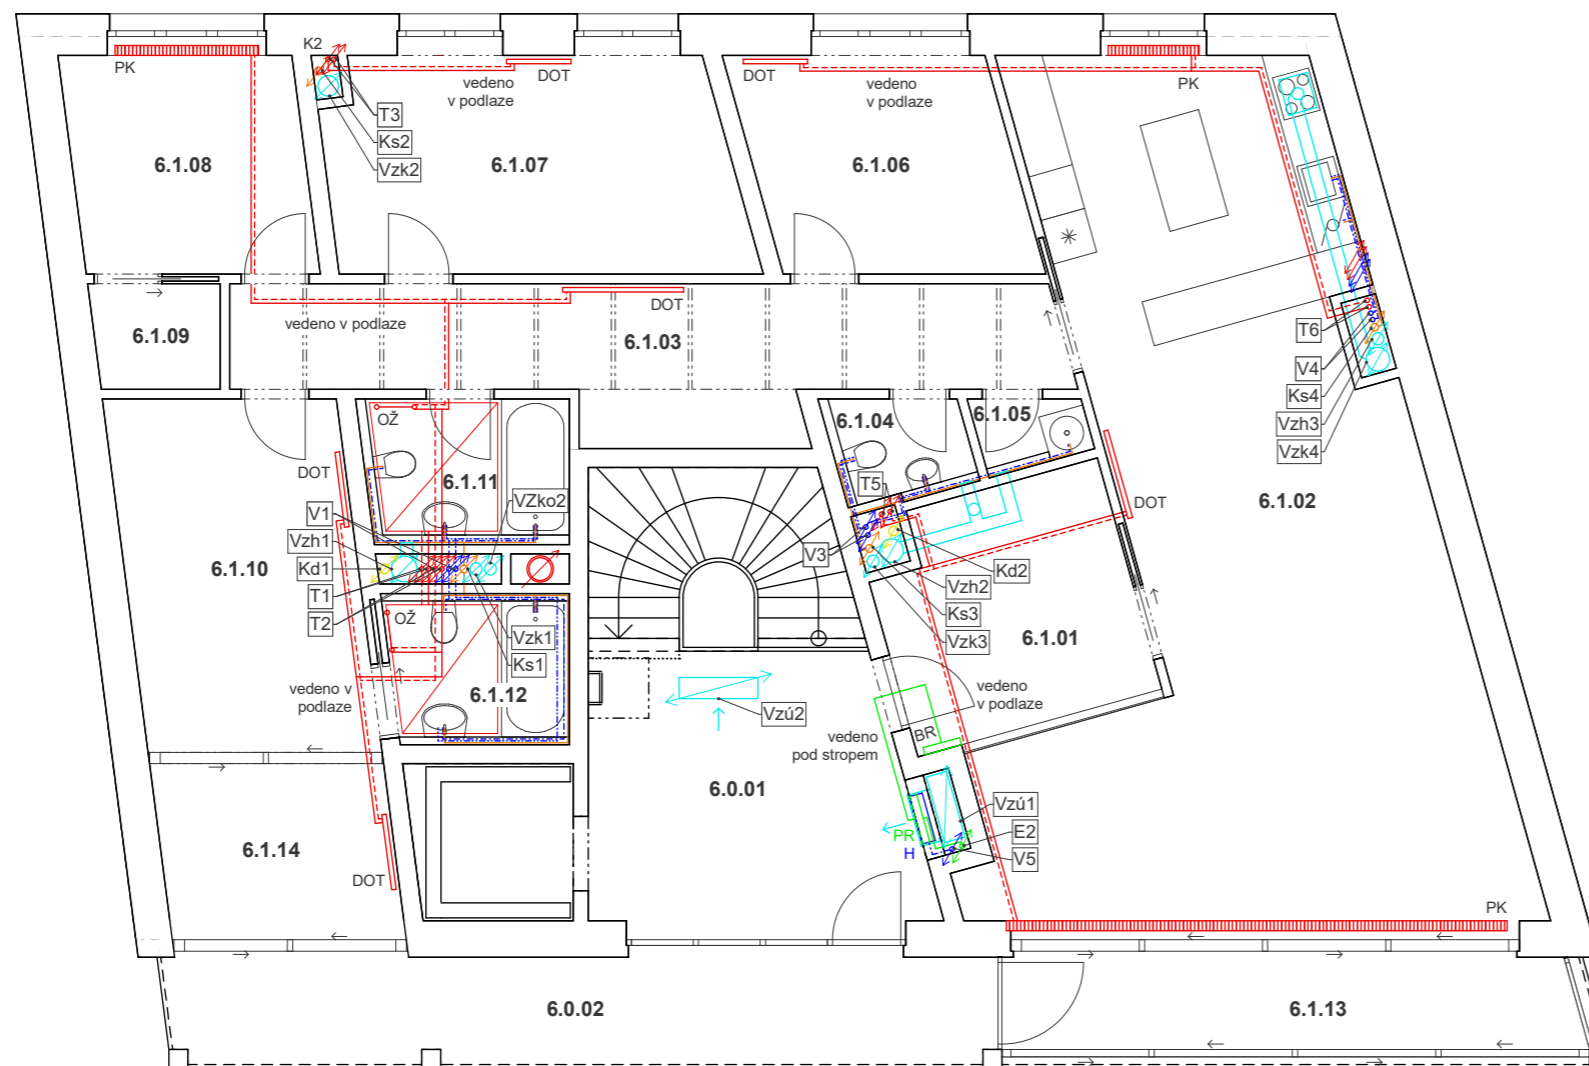 K2
PK
vedeno
v podlaze
DOT
DOT
vedeno
v podlaze
PK
T3
Ks2
Vzk2
6.1.08
6.1.07
6.1.06
6.1.09
vedeno v podlaze
DOT
6.1.03
T6
V4
Ks4
Vzh3
Vzk4
OŽ
6.1.04
6.1.05
DOT
6.1.11
VZko2
T5
DOT
6.1.02
V1
Vzh1
Kd1
T1
T2
V3
Kd2
Vzh2
Ks3
Vzk3
6.1.10
OŽ
Vzk1
Ks1
6.1.01
vedeno v
podlaze
6.1.12
Vzú2
vedeno
v podlaze
vedeno
pod stropem
BR
6.0.01
Vzú1
PR
E2
H
V5
6.1.14
DOT
PK
6.0.02
6.1.13